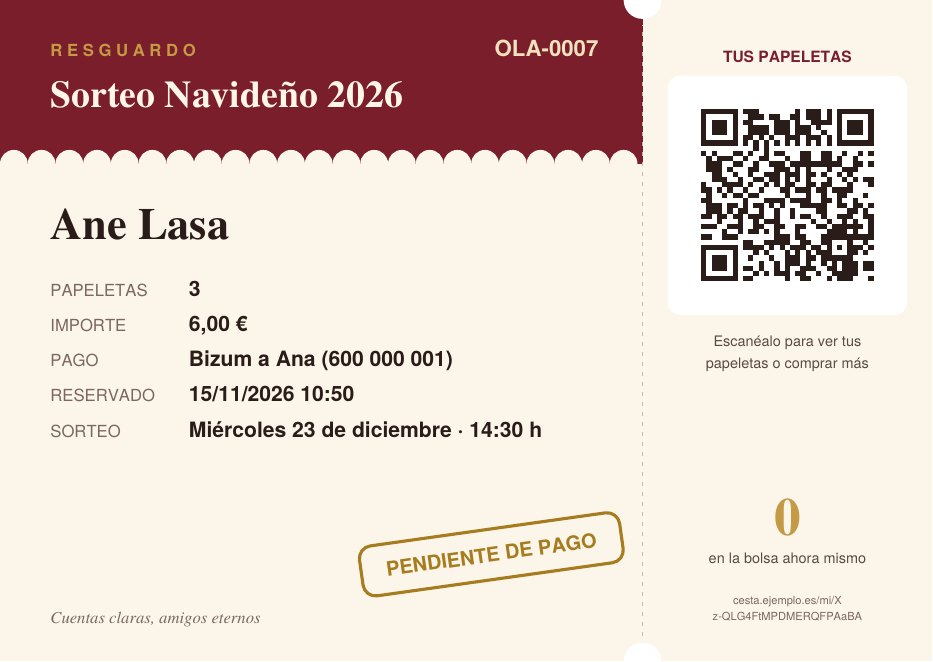 RESGUARDO
OLA-0007
Sorteo Navideño 2026
Ane Lasa
PAPELETAS 3
IMPORTE 6,00 €
PAGO Bizum a Ana (600 000 001)
RESERVADO 15/11/2026 10:50
SORTEO Miércoles 23 de diciembre · 14:30 h
PENDIENTE DE PAGO
Cuentas claras, amigos eternos
TUS PAPELETAS
Escanéalo para ver tus
papeletas o comprar más
0
en la bolsa ahora mismo
cesta.ejemplo.es/mi/X
z-QLG4FtMPDMERQFPAaBA